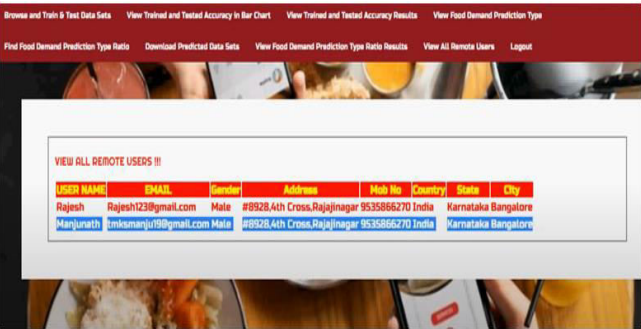 Browse and Train & Test Data Sets View Trained and Tested Accuracy in Bar Chart View Trained and Tested Accuracy Results View Food Demand Prediction Type
Find Food Demand Prediction Type Ratio Download Predicted Data Sets View Food Demand Prediction Type Ratio Results View All Remote Users Logout
VIEW ALL REMOTE USERS !!!
USER NAME EMAIL Gender Address Mob No Country State City
Rajesh Rajesh123@gmail.com Male #8928,4th Cross,Rajajinagar 9535866270 India Karnataka Bangalore
Manjunath tmksmanju19@gmail.com Male #8928,4th Cross,Rajajinagar 9535866270 India Karnataka Bangalore